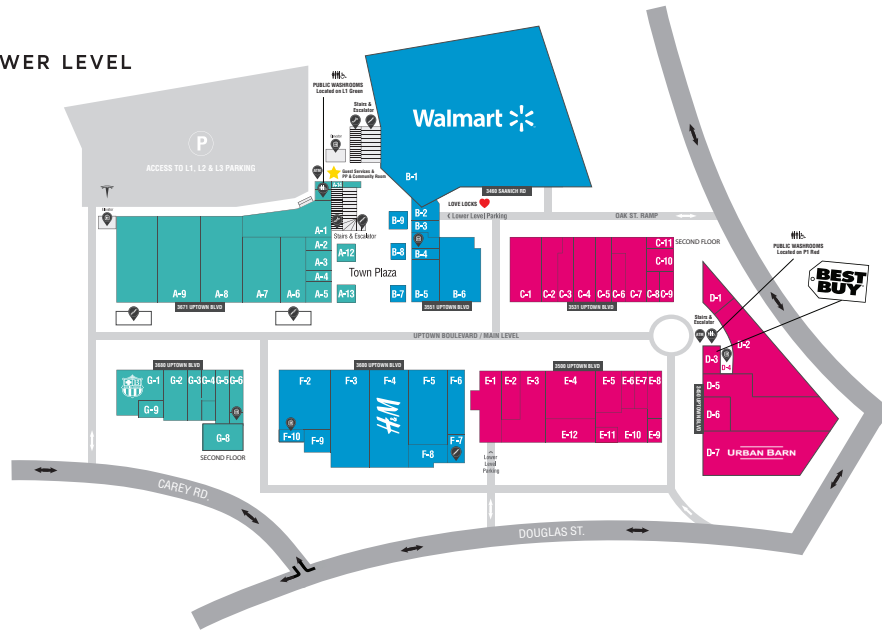 WER LEVEL
PUBLIC WASHROOMS
Located on L1 Green
Stairs &
Escalator
Elevator
P
ACCESS TO L1, L2 & L3 PARKING
Walmart
ATM
Guest Services &
PP & Community Room
A-14
B-1
3460 SAANICH RD
LOVE LOCKS
Lower Level Parking
OAK ST. RAMP
Elevator
Stairs & Escalator
Town Plaza
A-1
A-2
A-3
A-4
A-5
A-6
A-7
A-8
A-9
A-12
A-13
3671 UPTOWN BLVD
B-2
B-3
B-4
B-5
B-6
B-7
B-8
B-9
3551 UPTOWN BLVD
C-1
C-2
C-3
C-4
C-5
C-6
C-7
C-8
C-9
C-10
C-11
SECOND FLOOR
3531 UPTOWN BLVD
PUBLIC WASHROOMS
Located on P1 Red
BEST
BUY
D-1
Stairs &
Escalator
ATM
D-2
D-3
D-4
D-5
D-6
D-7
URBAN BARN
UPTOWN BOULEVARD / MAIN LEVEL
3680 UPTOWN BLVD
G-1
G-2
G-3
G-4
G-5
G-6
G-9
G-8
SECOND FLOOR
3600 UPTOWN BLVD
F-2
F-3
F-4
F-5
F-6
H&M
F-10
F-9
F-8
F-7
3500 UPTOWN BLVD
E-1
E-2
E-3
E-4
E-5
E-6
E-7
E-8
E-12
E-11
E-10
E-9
Lower
Level
Parking
CAREY RD.
DOUGLAS ST.